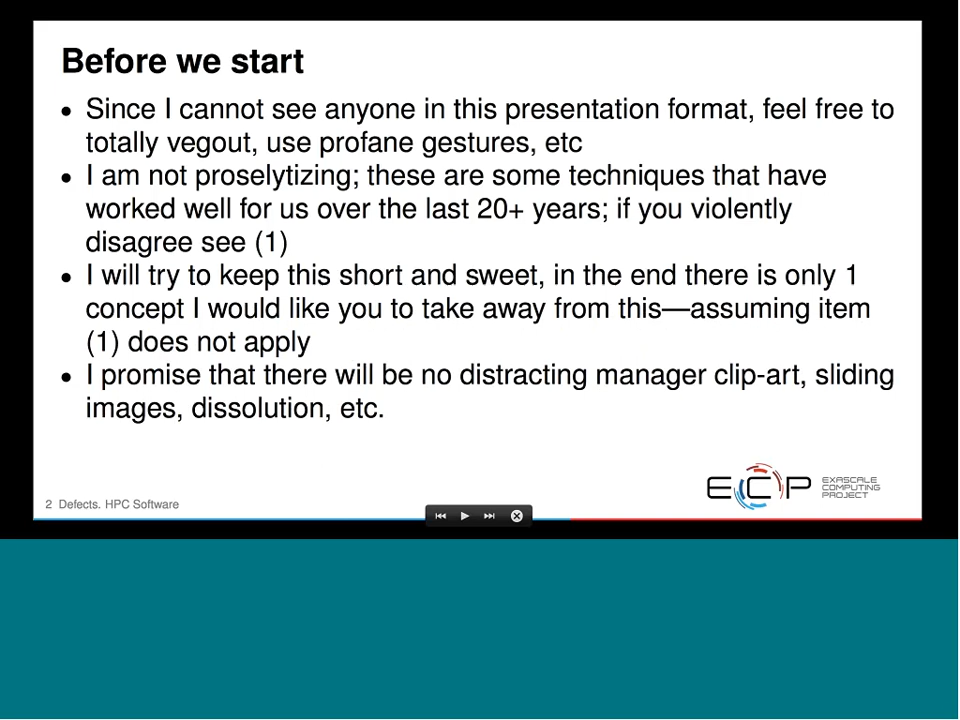 Before we start
• Since I cannot see anyone in this presentation format, feel free to
totally vegout, use profane gestures, etc
• I am not proselytizing; these are some techniques that have
worked well for us over the last 20+ years; if you violently
disagree see (1)
• I will try to keep this short and sweet, in the end there is only 1
concept I would like you to take away from this—assuming item
(1) does not apply
• I promise that there will be no distracting manager clip-art, sliding
images, dissolution, etc.
2 Defects. HPC Software
ECP
EXASCALE
COMPUTING
PROJECT